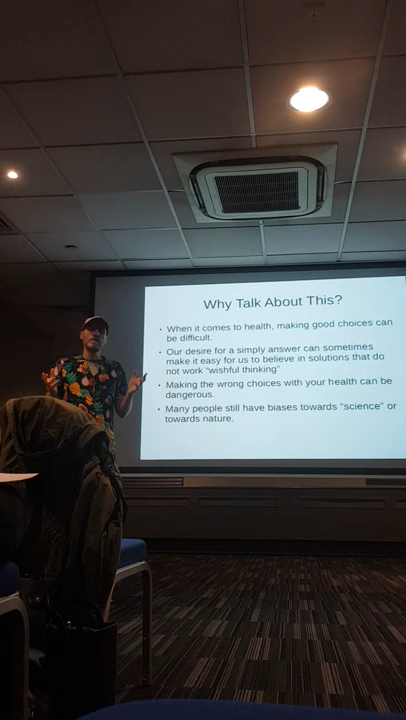 Why Talk About This?
• When it comes to health, making good choices can
be difficult.
• Our desire for a simply answer can sometimes
make it easy for us to believe in solutions that do
not work "wishful thinking"
• Making the wrong choices with your health can be
dangerous.
• Many people still have biases towards "science" or
towards nature.